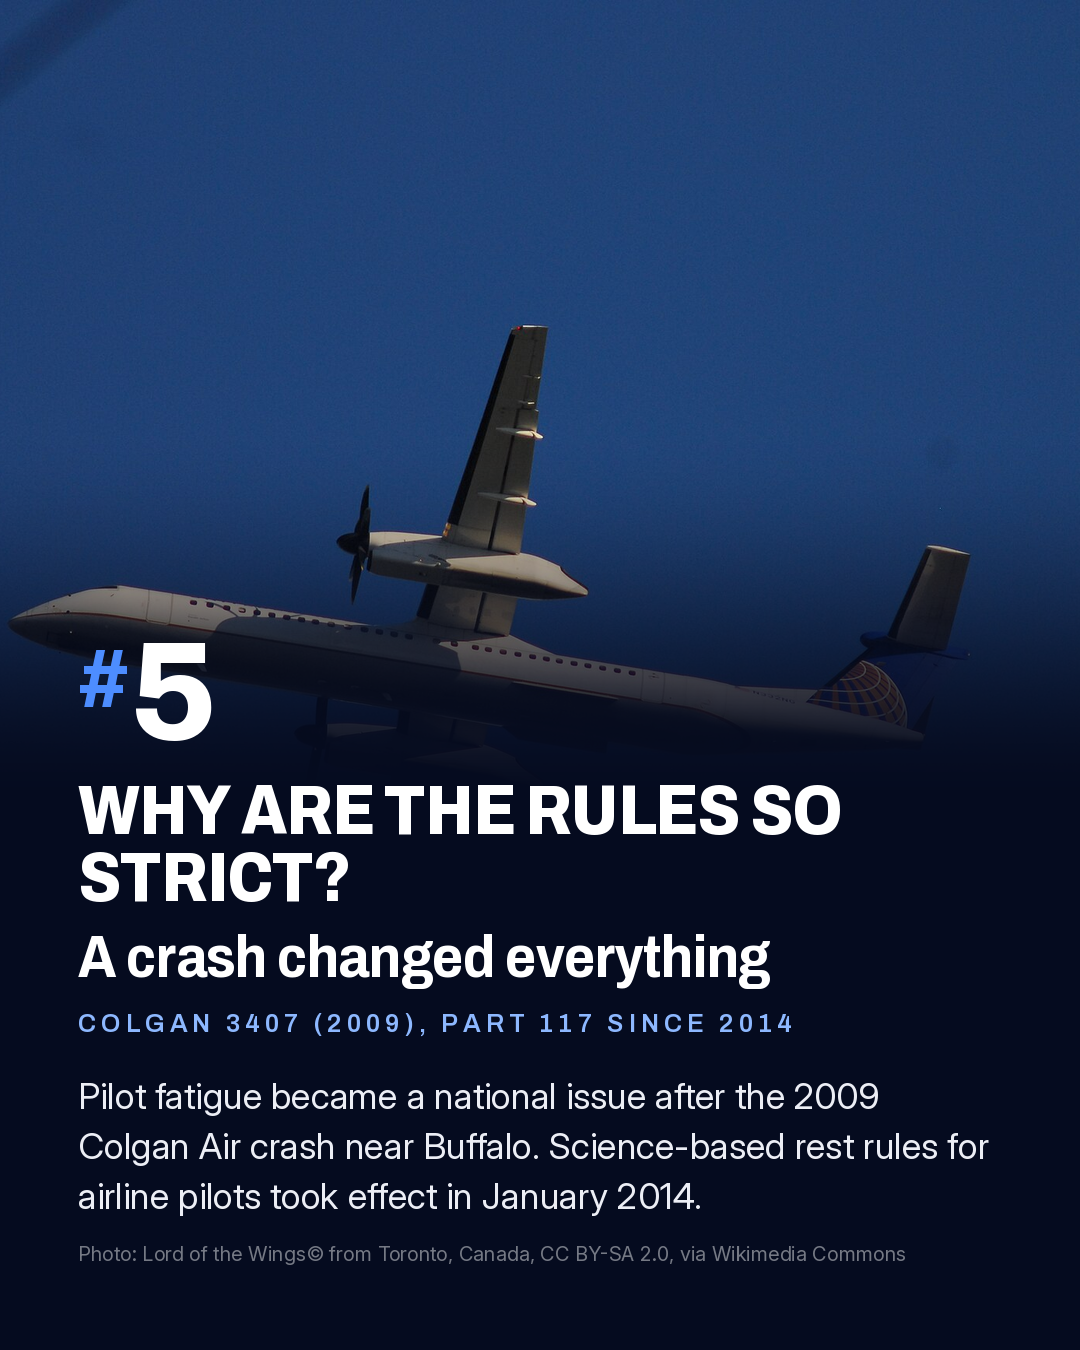 #5
WHY ARE THE RULES SO
STRICT?
A crash changed everything
COLGAN 3407 (2009), PART 117 SINCE 2014
Pilot fatigue became a national issue after the 2009
Colgan Air crash near Buffalo. Science-based rest rules for
airline pilots took effect in January 2014.
Photo: Lord of the Wings© from Toronto, Canada, CC BY-SA 2.0, via Wikimedia Commons